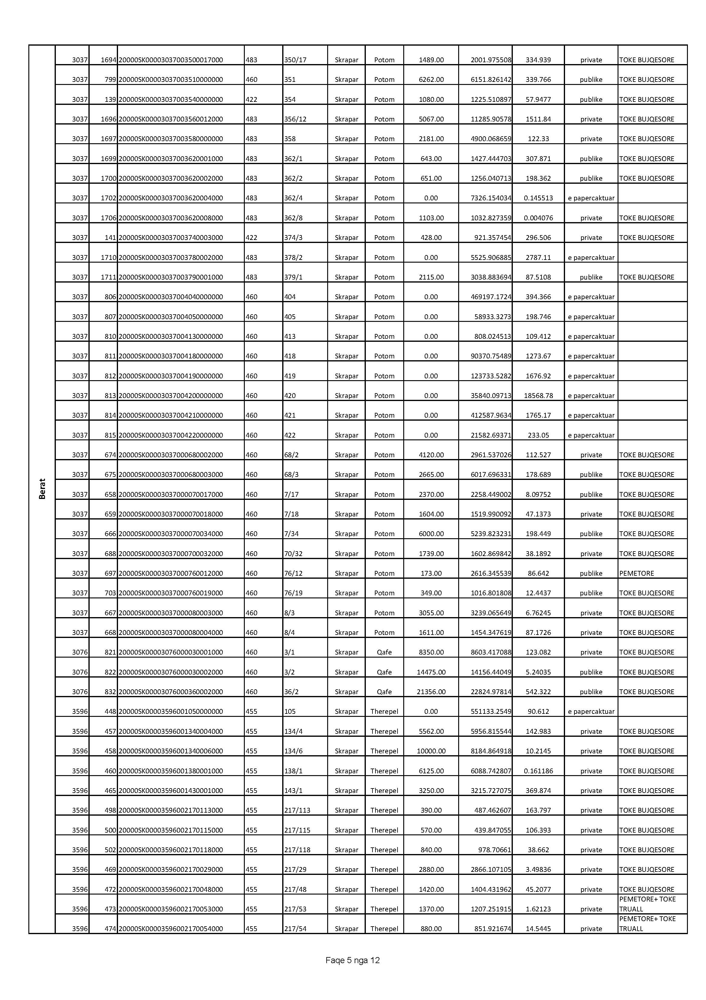 3037 1694 20000SK00003037003500017000 483 350/17 Skrapar Potom 1489.00 2001.975508 334.939 private TOKE BUJQESORE
3037 799 20000SK00003037003510000000 460 351 Skrapar Potom 6262.00 6151.826142 339.766 publike TOKE BUJQESORE
3037 139 20000SK00003037003540000000 422 354 Skrapar Potom 1080.00 1225.510897 57.9477 publike TOKE BUJQESORE
3037 1696 20000SK00003037003560012000 483 356/12 Skrapar Potom 5067.00 11285.90578 1511.84 private TOKE BUJQESORE
3037 1697 20000SK00003037003580000000 483 358 Skrapar Potom 2181.00 4900.068659 122.33 private TOKE BUJQESORE
3037 1699 20000SK00003037003620001000 483 362/1 Skrapar Potom 643.00 1427.444703 307.871 publike TOKE BUJQESORE
3037 1700 20000SK00003037003620002000 483 362/2 Skrapar Potom 651.00 1256.040713 198.362 publike TOKE BUJQESORE
3037 1702 20000SK00003037003620004000 483 362/4 Skrapar Potom 0.00 7326.154034 0.145513 e papercaktuar
3037 1706 20000SK00003037003620008000 483 362/8 Skrapar Potom 1103.00 1032.827359 0.004076 private TOKE BUJQESORE
3037 141 20000SK00003037003740003000 422 374/3 Skrapar Potom 428.00 921.357454 296.506 private TOKE BUJQESORE
3037 1710 20000SK00003037003780002000 483 378/2 Skrapar Potom 0.00 5525.906885 2787.11 e papercaktuar
3037 1711 20000SK00003037003790001000 483 379/1 Skrapar Potom 2115.00 3038.883694 87.5108 publike TOKE BUJQESORE
3037 806 20000SK00003037004040000000 460 404 Skrapar Potom 0.00 469197.1724 394.366 e papercaktuar
3037 807 20000SK00003037004050000000 460 405 Skrapar Potom 0.00 58933.3273 198.746 e papercaktuar
3037 810 20000SK00003037004130000000 460 413 Skrapar Potom 0.00 808.024513 109.412 e papercaktuar
3037 811 20000SK00003037004180000000 460 418 Skrapar Potom 0.00 90370.75489 1273.67 e papercaktuar
3037 812 20000SK00003037004190000000 460 419 Skrapar Potom 0.00 123733.5282 1676.92 e papercaktuar
3037 813 20000SK00003037004200000000 460 420 Skrapar Potom 0.00 35840.09713 18568.78 e papercaktuar
3037 814 20000SK00003037004210000000 460 421 Skrapar Potom 0.00 412587.9634 1765.17 e papercaktuar
3037 815 20000SK00003037004220000000 460 422 Skrapar Potom 0.00 21582.69371 233.05 e papercaktuar
3037 674 20000SK00003037000680002000 460 68/2 Skrapar Potom 4120.00 2961.537026 112.527 private TOKE BUJQESORE
3037 675 20000SK00003037000680003000 460 68/3 Skrapar Potom 2665.00 6017.696331 178.689 publike TOKE BUJQESORE
Berat
3037 658 20000SK00003037000070017000 460 7/17 Skrapar Potom 2370.00 2258.449002 8.09752 publike TOKE BUJQESORE
3037 659 20000SK00003037000070018000 460 7/18 Skrapar Potom 1604.00 1519.990092 47.1373 private TOKE BUJQESORE
3037 666 20000SK00003037000070034000 460 7/34 Skrapar Potom 6000.00 5239.823231 198.449 publike TOKE BUJQESORE
3037 688 20000SK00003037000700032000 460 70/32 Skrapar Potom 1739.00 1602.869842 38.1892 private TOKE BUJQESORE
3037 697 20000SK00003037000760012000 460 76/12 Skrapar Potom 173.00 2616.345539 86.642 publike PEMETORE
3037 703 20000SK00003037000760019000 460 76/19 Skrapar Potom 349.00 1016.801808 12.4437 publike TOKE BUJQESORE
3037 667 20000SK00003037000080003000 460 8/3 Skrapar Potom 3055.00 3239.065649 6.76245 private TOKE BUJQESORE
3037 668 20000SK00003037000080004000 460 8/4 Skrapar Potom 1611.00 1454.347619 87.1726 private TOKE BUJQESORE
3076 821 20000SK00003076000030001000 460 3/1 Skrapar Qafe 8350.00 8603.417088 123.082 private TOKE BUJQESORE
3076 822 20000SK00003076000030002000 460 3/2 Skrapar Qafe 14475.00 14156.44049 5.24035 publike TOKE BUJQESORE
3076 832 20000SK00003076000360002000 460 36/2 Skrapar Qafe 21356.00 22824.97814 542.322 publike TOKE BUJQESORE
3596 448 20000SK00003596001050000000 455 105 Skrapar Therepel 0.00 551133.2549 90.612 e papercaktuar
3596 457 20000SK00003596001340004000 455 134/4 Skrapar Therepel 5562.00 5956.815544 142.983 private TOKE BUJQESORE
3596 458 20000SK00003596001340006000 455 134/6 Skrapar Therepel 10000.00 8184.864918 10.2145 private TOKE BUJQESORE
3596 460 20000SK00003596001380001000 455 138/1 Skrapar Therepel 6125.00 6088.742807 0.161186 private TOKE BUJQESORE
3596 465 20000SK00003596001430001000 455 143/1 Skrapar Therepel 3250.00 3215.727075 369.874 private TOKE BUJQESORE
3596 498 20000SK00003596002170113000 455 217/113 Skrapar Therepel 390.00 487.462607 163.797 private TOKE BUJQESORE
3596 500 20000SK00003596002170115000 455 217/115 Skrapar Therepel 570.00 439.847055 106.393 private TOKE BUJQESORE
3596 502 20000SK00003596002170118000 455 217/118 Skrapar Therepel 840.00 978.70661 38.662 private TOKE BUJQESORE
3596 469 20000SK00003596002170029000 455 217/29 Skrapar Therepel 2880.00 2866.107105 3.49836 private TOKE BUJQESORE
3596 472 20000SK00003596002170048000 455 217/48 Skrapar Therepel 1420.00 1404.431962 45.2077 private TOKE BUJQESORE
PEMETORE+ TOKE
3596 473 20000SK00003596002170053000 455 217/53 Skrapar Therepel 1370.00 1207.251915 1.62123 private TRUALL
PEMETORE+ TOKE
3596 474 20000SK00003596002170054000 455 217/54 Skrapar Therepel 880.00 851.921674 14.5445 private TRUALL
Faqe 5 nga 12